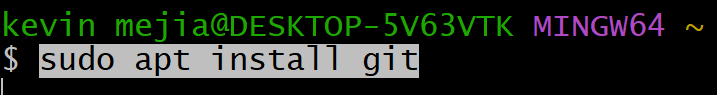 kevin mejia@DESKTOP-5V63VTK MINGW64 ~
$ sudo apt install git